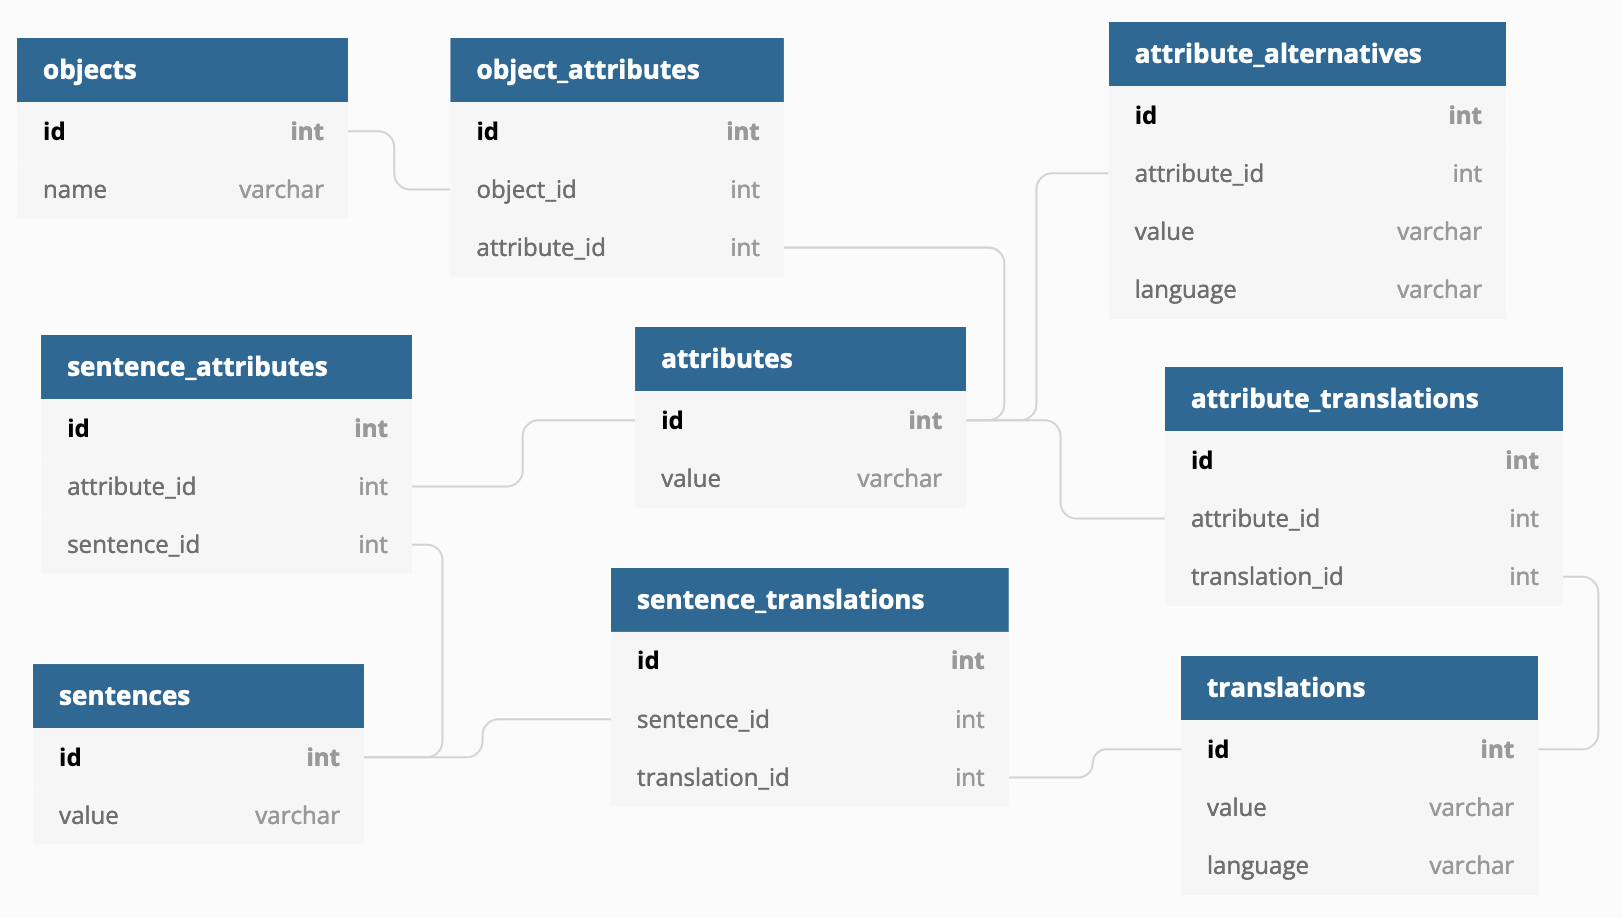 objects
id int
name varchar
object_attributes
id int
object_id int
attribute_id int
attribute_alternatives
id int
attribute_id int
value varchar
language varchar
sentence_attributes
id int
attribute_id int
sentence_id int
attributes
id int
value varchar
attribute_translations
id int
attribute_id int
translation_id int
sentences
id int
value varchar
sentence_translations
id int
sentence_id int
translation_id int
translations
id int
value varchar
language varchar